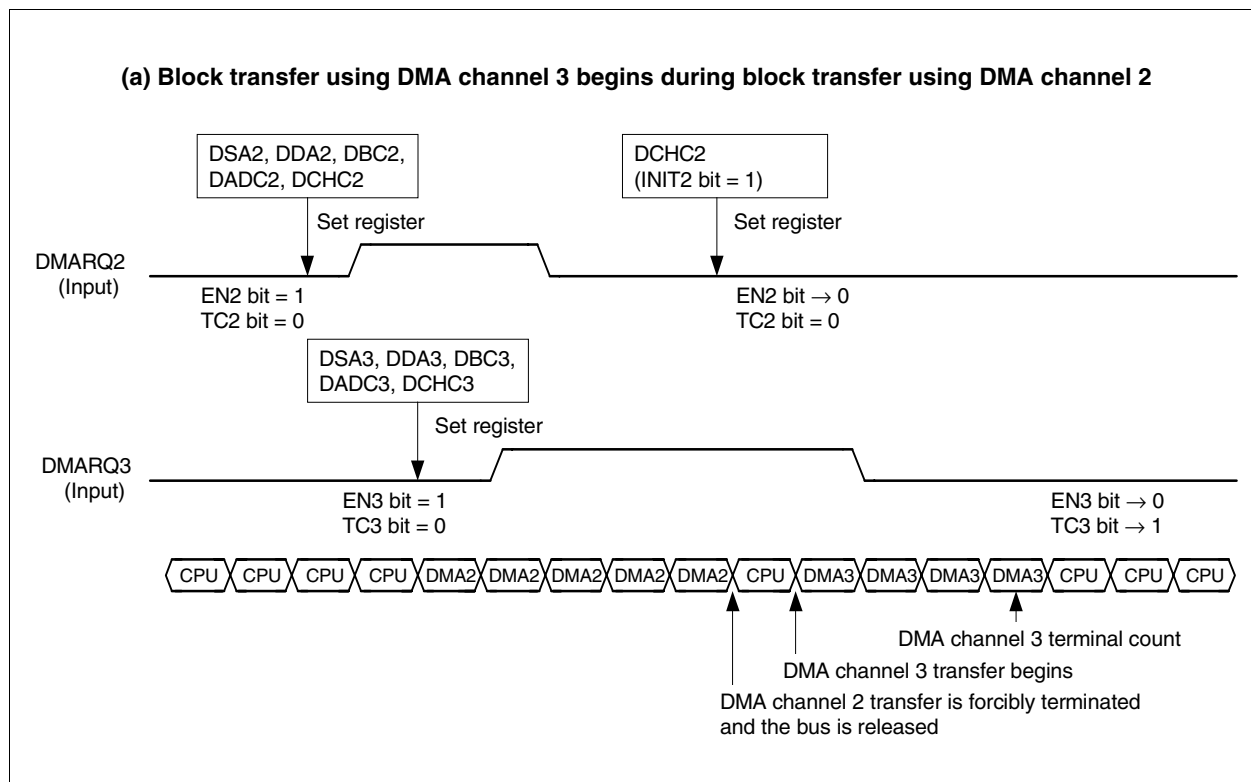 (a) Block transfer using DMA channel 3 begins during block transfer using DMA channel 2
DSA2, DDA2, DBC2,
DADC2, DCHC2
DCHC2
(INIT2 bit = 1)
Set register
Set register
DMARQ2
(Input)
EN2 bit = 1
TC2 bit = 0
EN2 bit → 0
TC2 bit = 0
DSA3, DDA3, DBC3,
DADC3, DCHC3
Set register
DMARQ3
(Input)
EN3 bit = 1
TC3 bit = 0
EN3 bit → 0
TC3 bit → 1
CPU CPU CPU CPU DMA2 DMA2 DMA2 DMA2 DMA2 CPU DMA3 DMA3 DMA3 DMA3 CPU CPU CPU
DMA channel 3 terminal count
DMA channel 3 transfer begins
DMA channel 2 transfer is forcibly terminated
and the bus is released